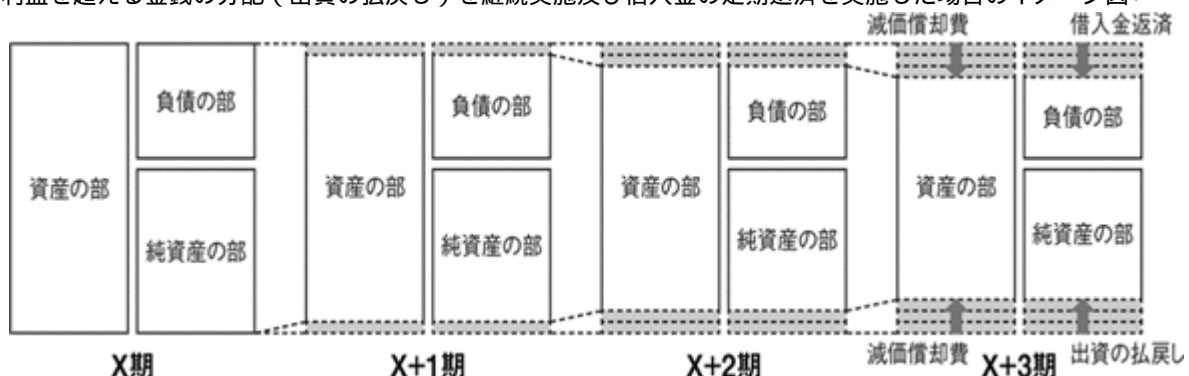 利益を超える金銭の分配(出資の払戻し)を継続実施及び借入金の定期返済を実施した場合のイメージ図
減価償却費
借入金返済
負債の部
負債の部
負債の部
負債の部
資産の部
資産の部
資産の部
資産の部
純資産の部
純資産の部
純資産の部
純資産の部
減価償却費
出資の払戻し
X期
X+1期
X+2期
X+3期